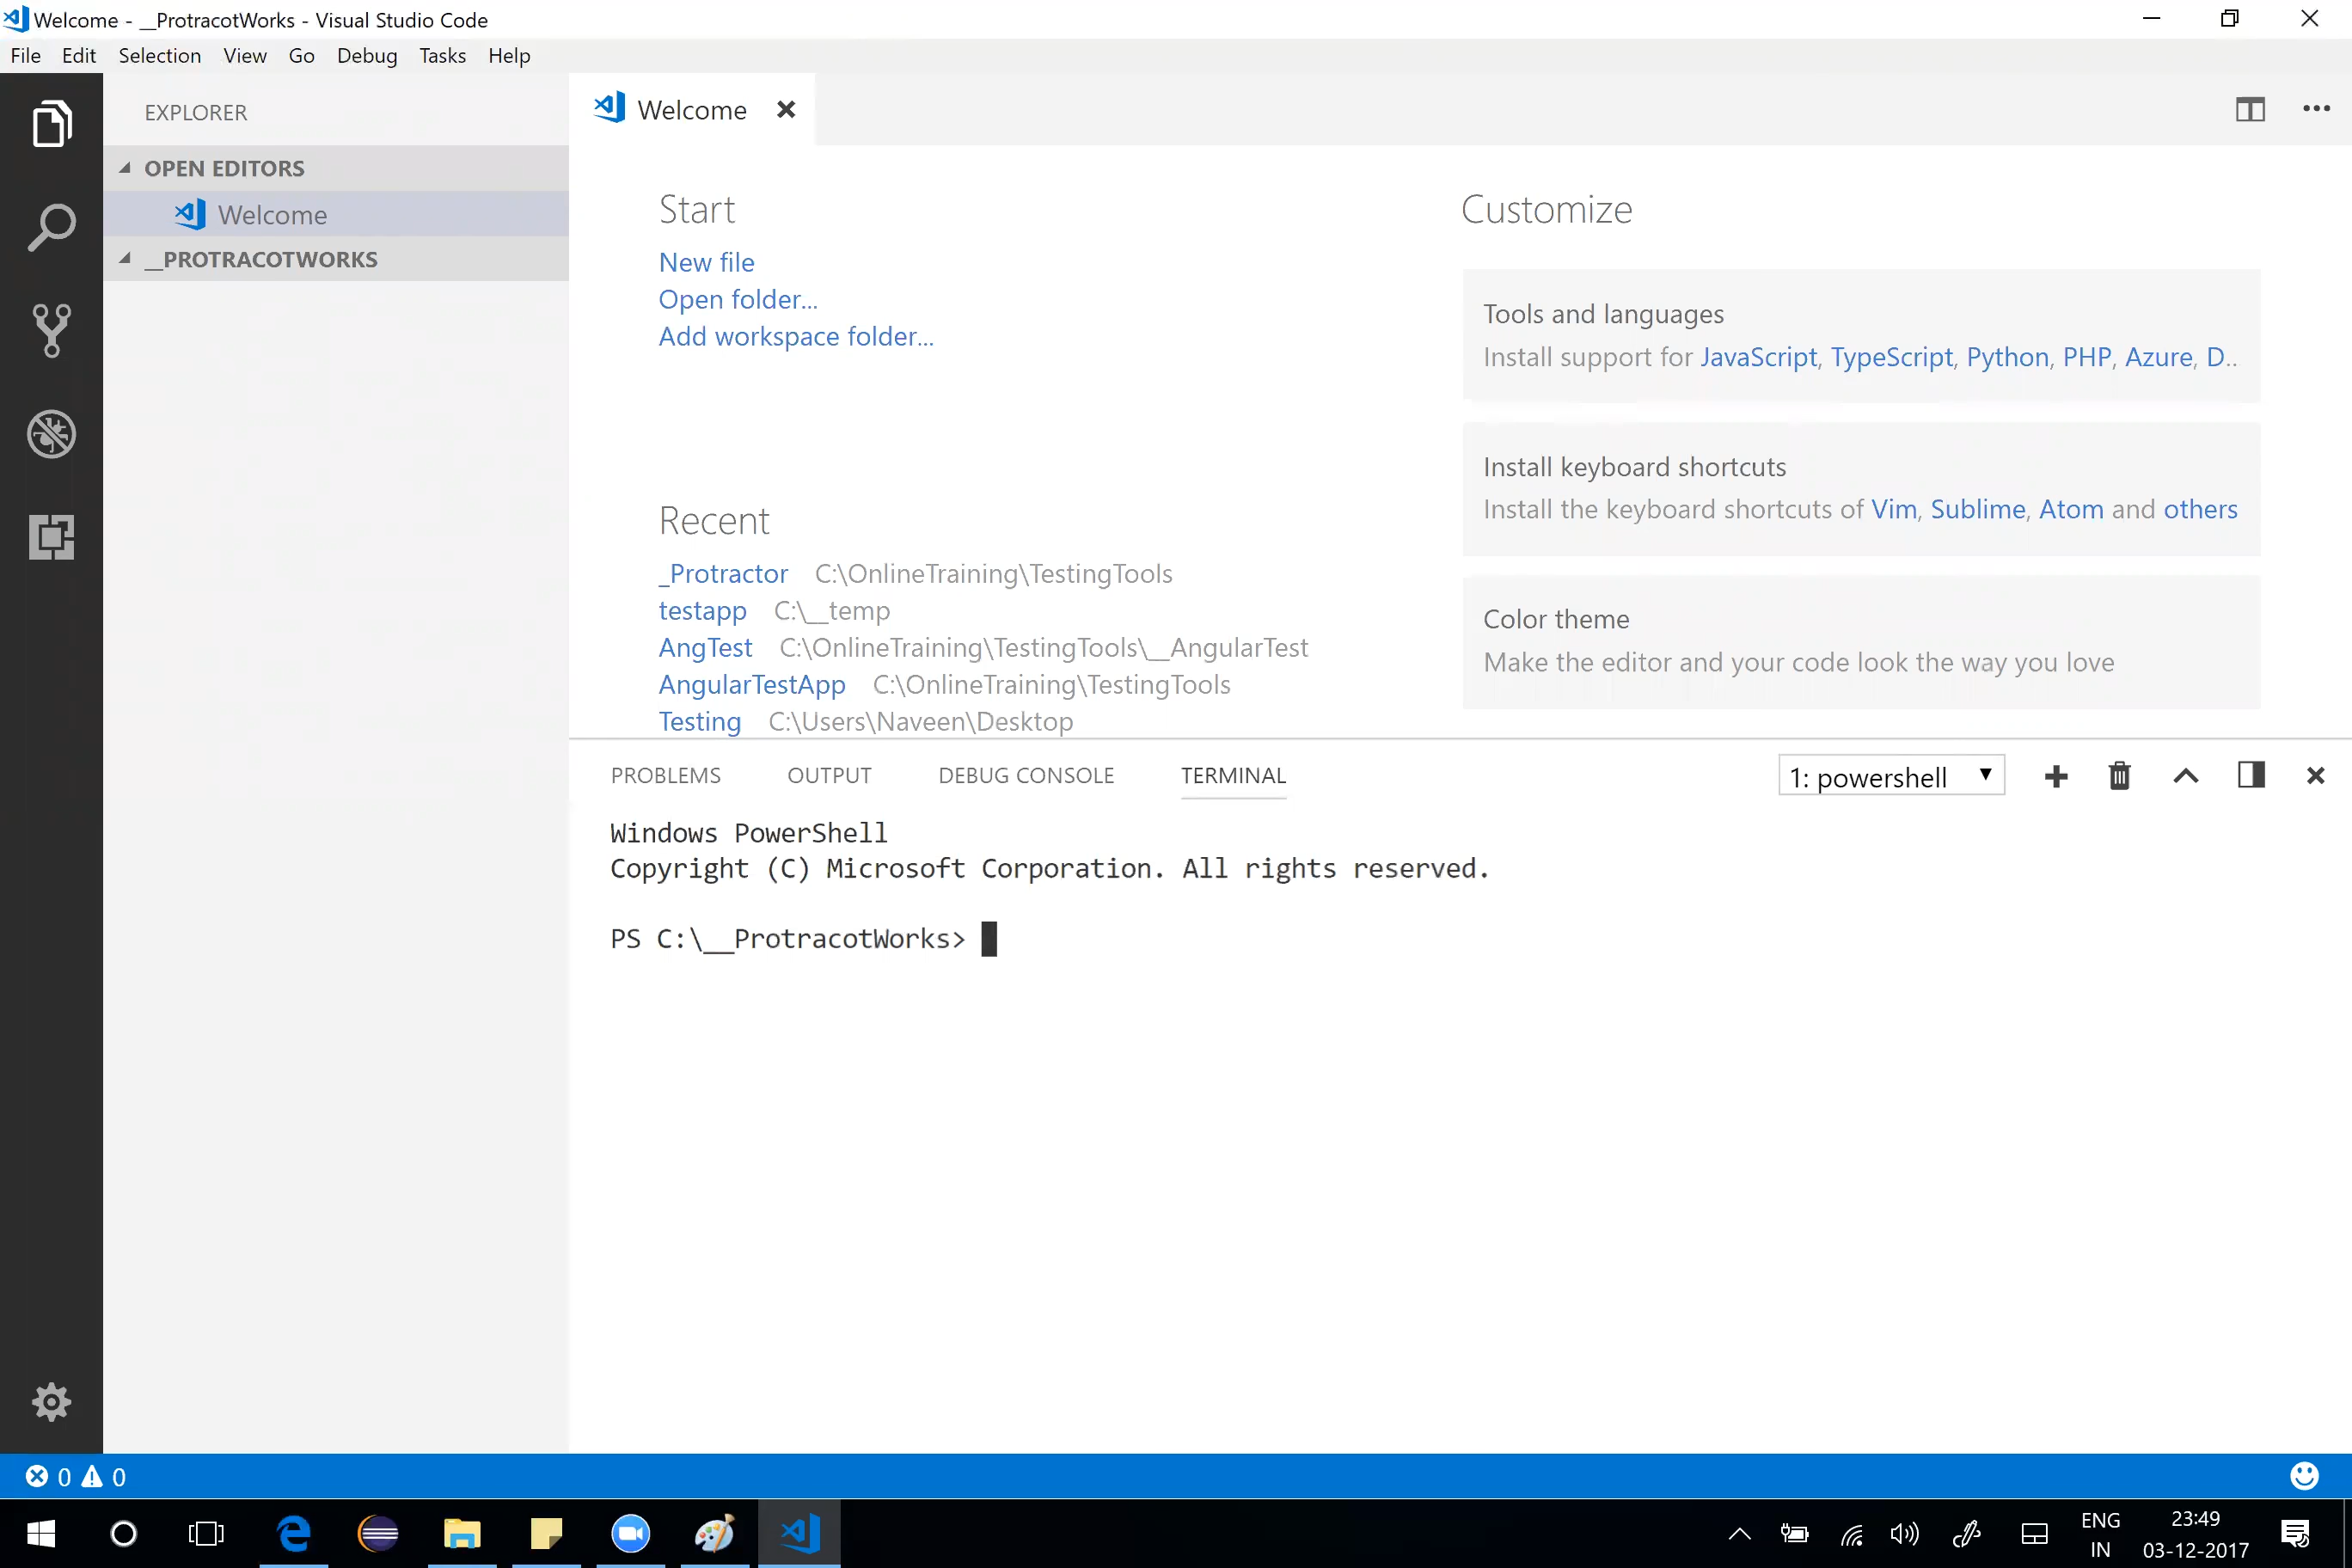 Welcome - __ProtracotWorks - Visual Studio Code
File Edit Selection View Go Debug Tasks Help
EXPLORER
OPEN EDITORS
Welcome
__PROTRACOTWORKS
Welcome
Start
New file
Open folder...
Add workspace folder...
Recent
_Protractor C:\OnlineTraining\TestingTools
testapp C:\__temp
AngTest C:\OnlineTraining\TestingTools\__AngularTest
AngularTestApp C:\OnlineTraining\TestingTools
Testing C:\Users\Naveen\Desktop
Customize
Tools and languages
Install support for JavaScript, TypeScript, Python, PHP, Azure, D..
Install keyboard shortcuts
Install the keyboard shortcuts of Vim, Sublime, Atom and others
Color theme
Make the editor and your code look the way you love
PROBLEMS OUTPUT DEBUG CONSOLE TERMINAL 1: powershell
Windows PowerShell
Copyright (C) Microsoft Corporation. All rights reserved.
PS C:\__ProtracotWorks>
0 0
ENG
IN
23:49
03-12-2017